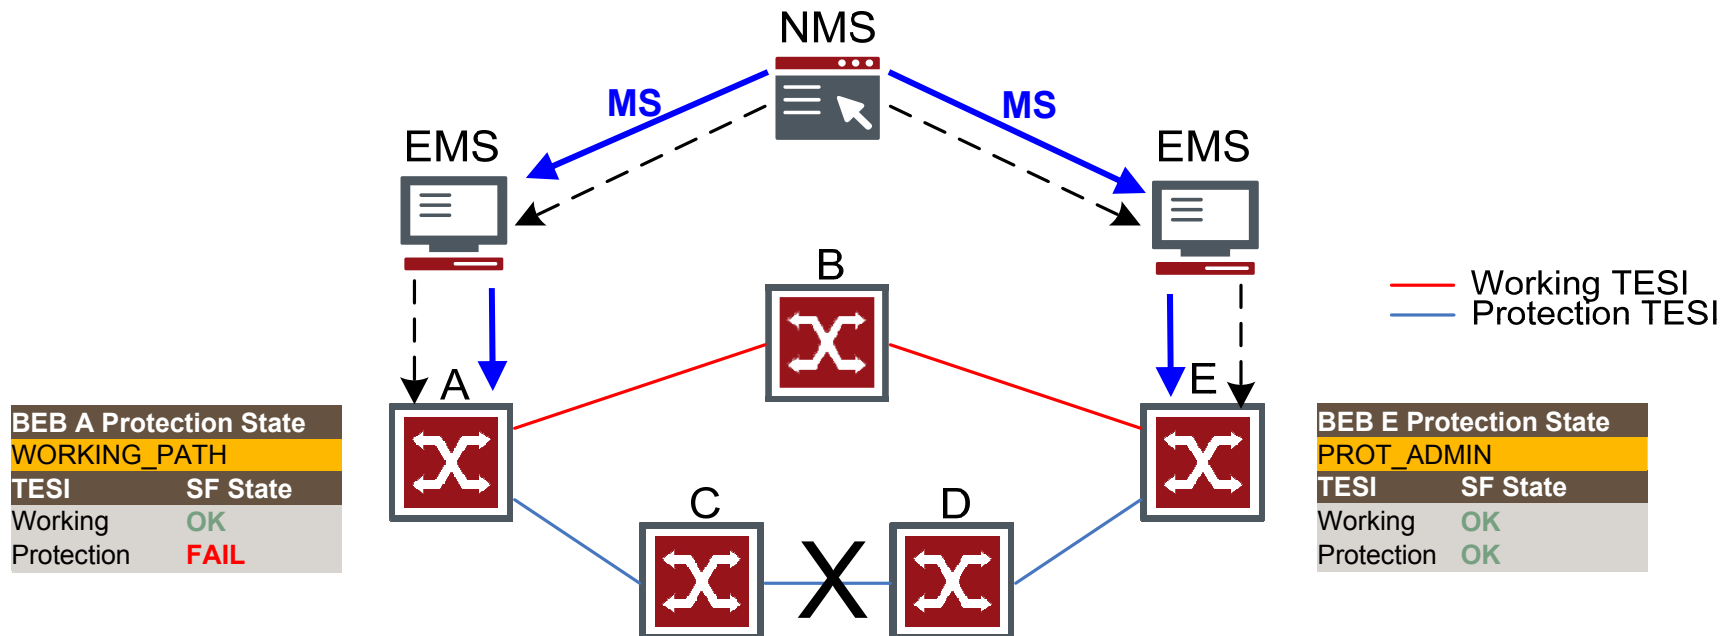 NMS
MS
MS
EMS
EMS
B
Working TESI
Protection TESI
A
E
BEB A Protection State
WORKING_PATH
TESI SF State
Working OK
Protection FAIL
BEB E Protection State
PROT_ADMIN
TESI SF State
Working OK
Protection OK
C
D
X